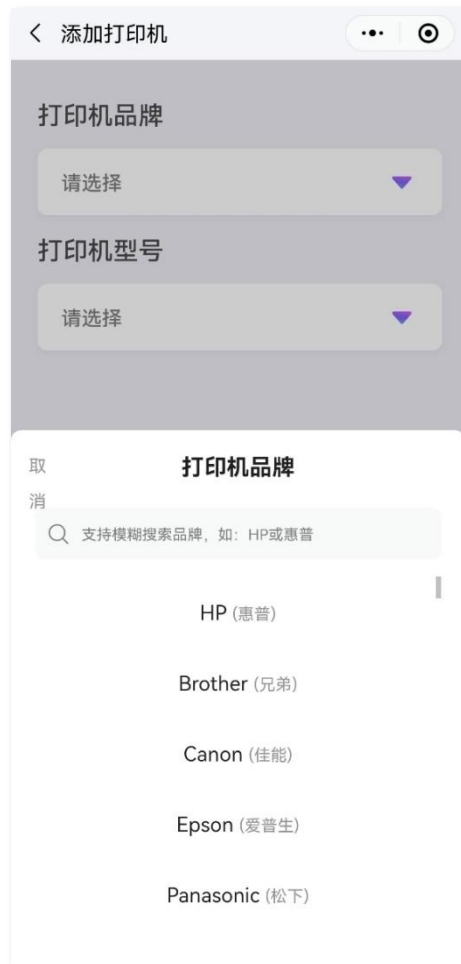 添加打印机
打印机品牌
请选择
打印机型号
请选择
取
消
打印机品牌
支持模糊搜索品牌，如：HP或惠普
HP (惠普)
Brother (兄弟)
Canon (佳能)
Epson (爱普生)
Panasonic (松下)